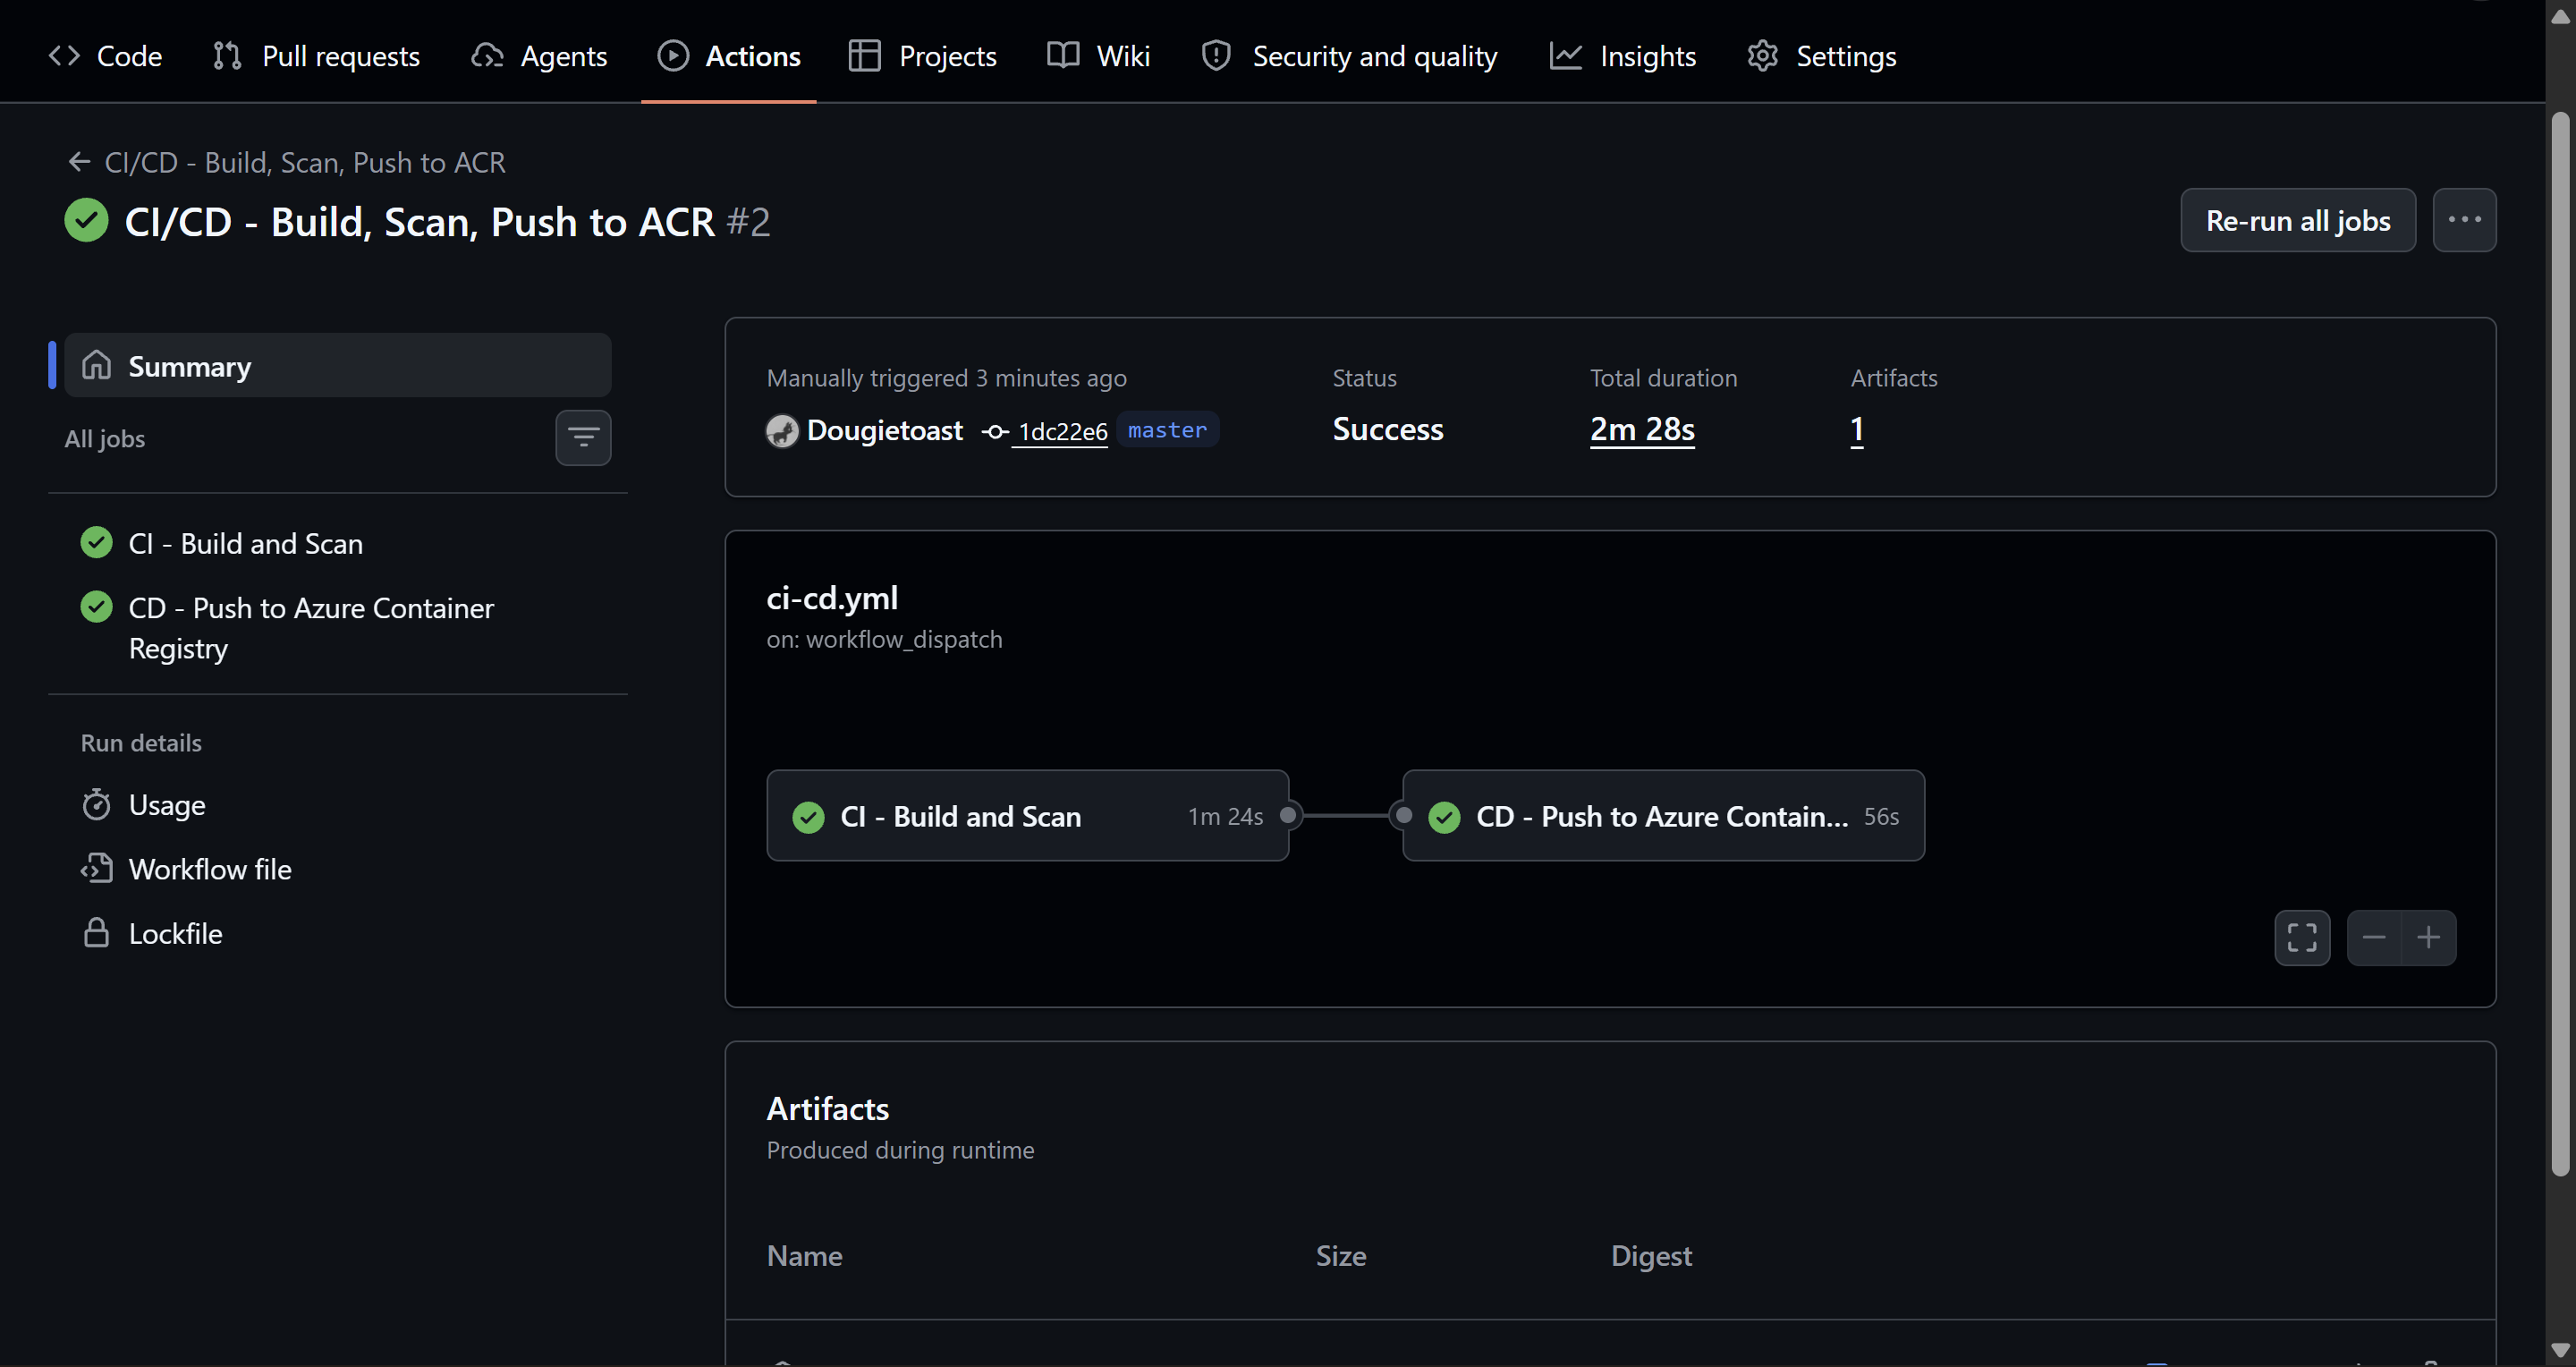 Code Pull requests Agents Actions Projects Wiki Security and quality Insights Settings
CI/CD - Build, Scan, Push to ACR
CI/CD - Build, Scan, Push to ACR #2
Re-run all jobs
Summary
All jobs
CI - Build and Scan
CD - Push to Azure Container
Registry
Run details
Usage
Workflow file
Lockfile
Manually triggered 3 minutes ago
Dougietoast 1dc22e6 master
Status
Success
Total duration
2m 28s
Artifacts
1
ci-cd.yml
on: workflow_dispatch
CI - Build and Scan 1m 24s
CD - Push to Azure Contain... 56s
Artifacts
Produced during runtime
Name Size Digest